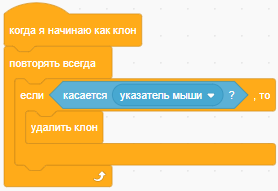 когда я начинаю как клон
повторять всегда
если касается указатель мыши ? , то
удалить клон